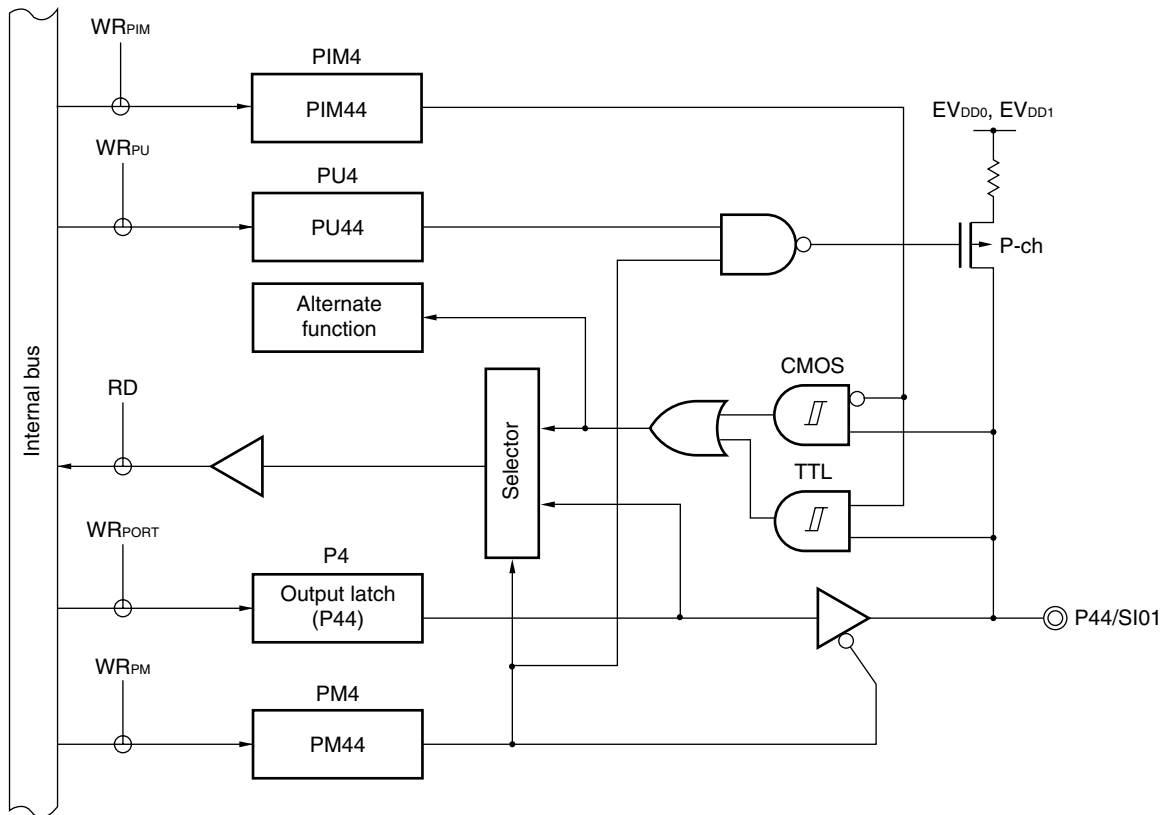 WRPIM
PIM4
PIM44
EVDD0, EVDD1
WRPU
PU4
PU44
P-ch
Alternate
function
Internal bus
RD
Selector
CMOS
TTL
WRPORT
P4
Output latch
(P44)
P44/SI01
WRPM
PM4
PM44